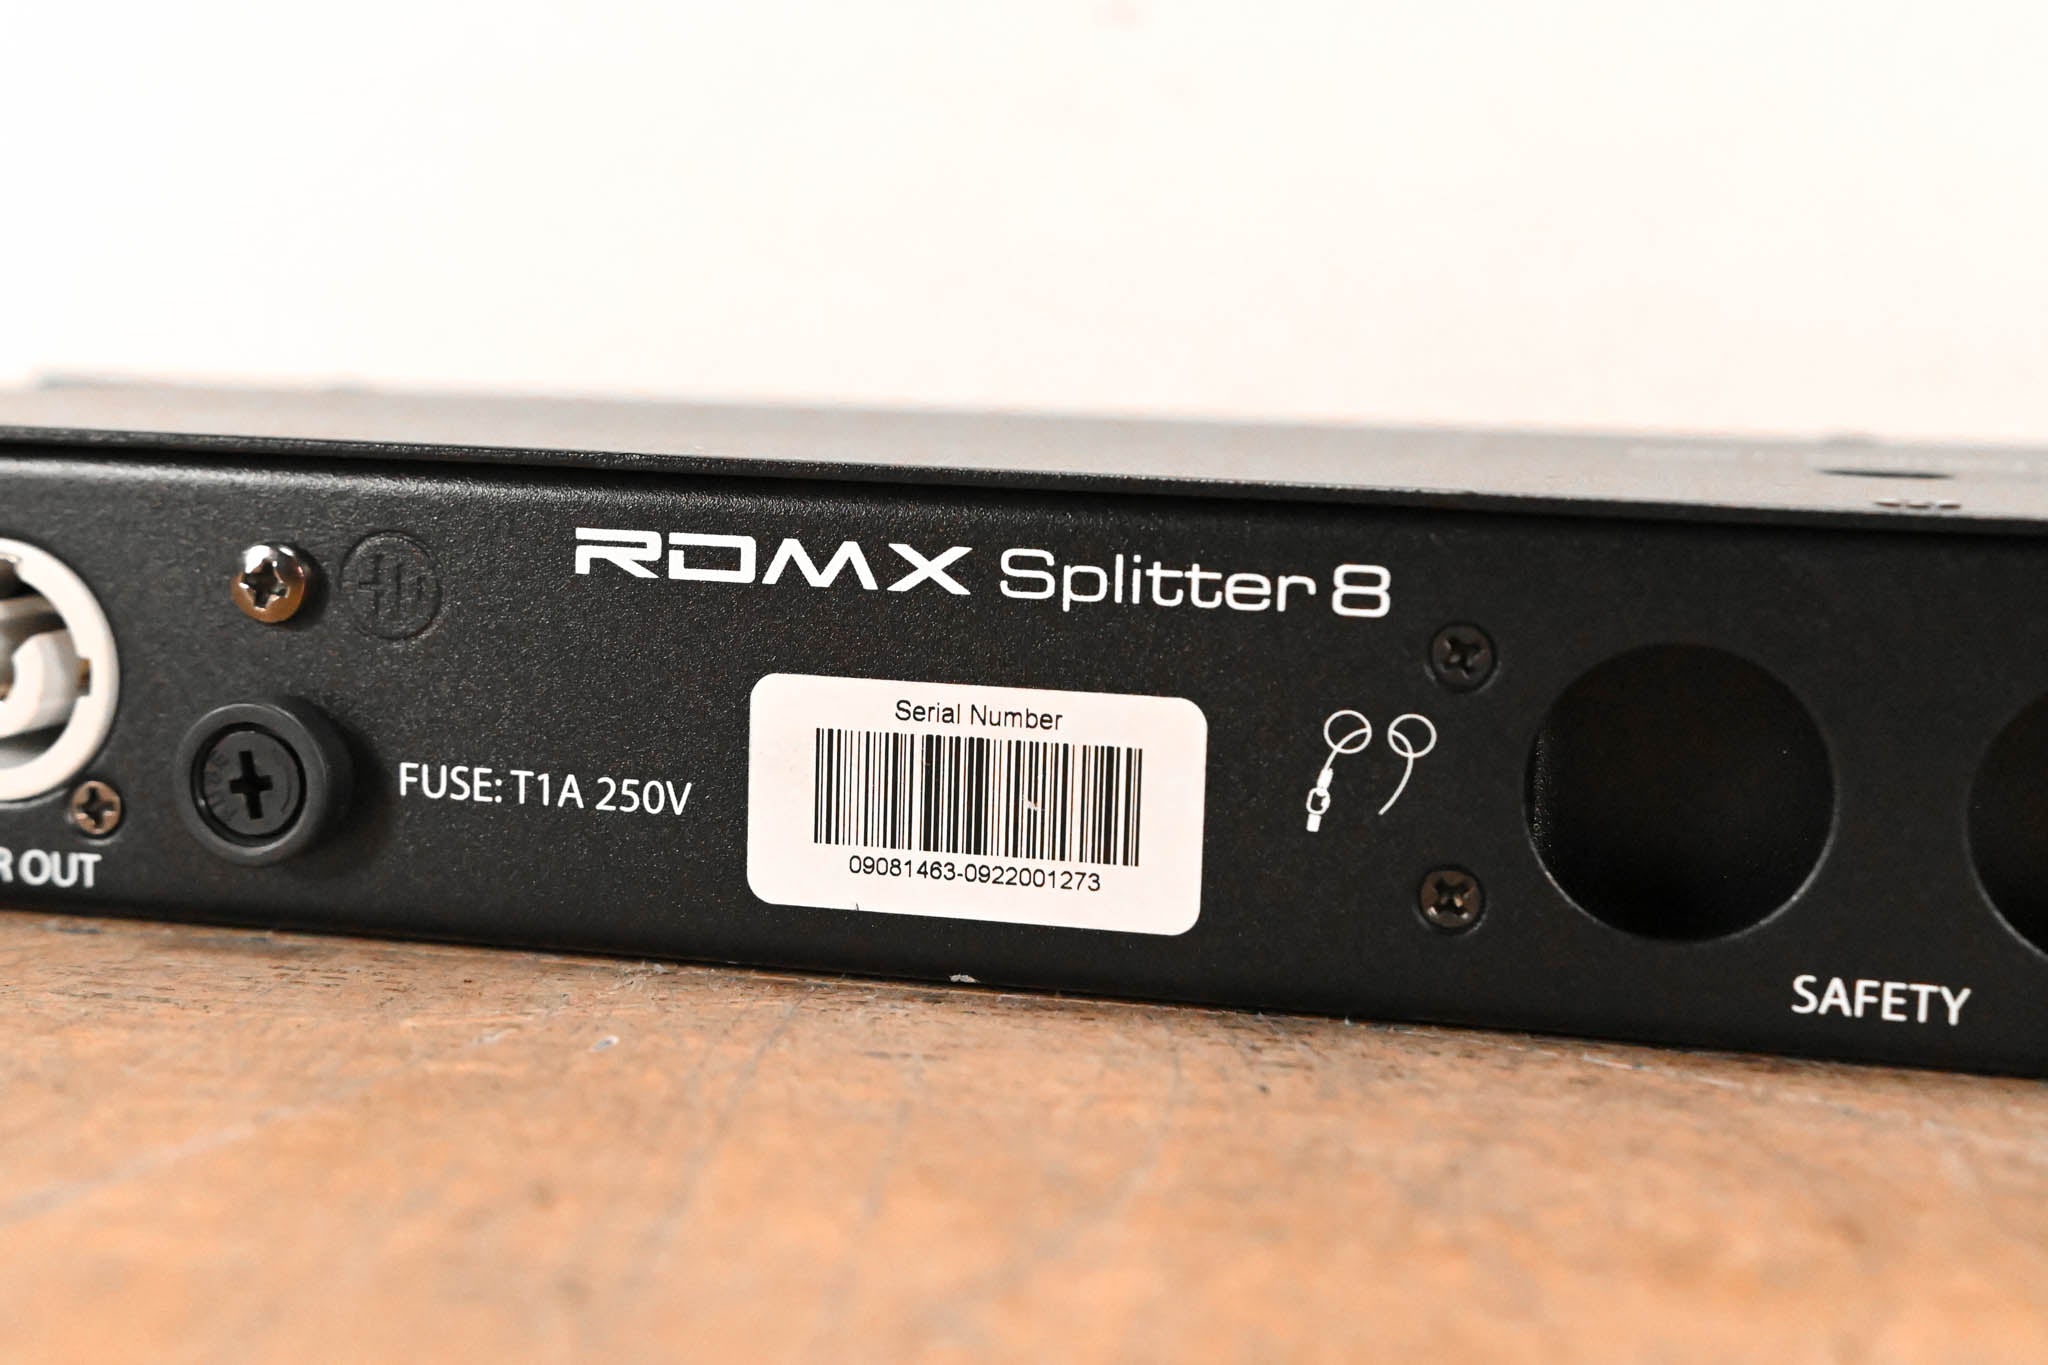 RDMX Splitter 8
Serial Number
09081463-0922001273
FUSE: T1A 250V
R OUT
SAFETY